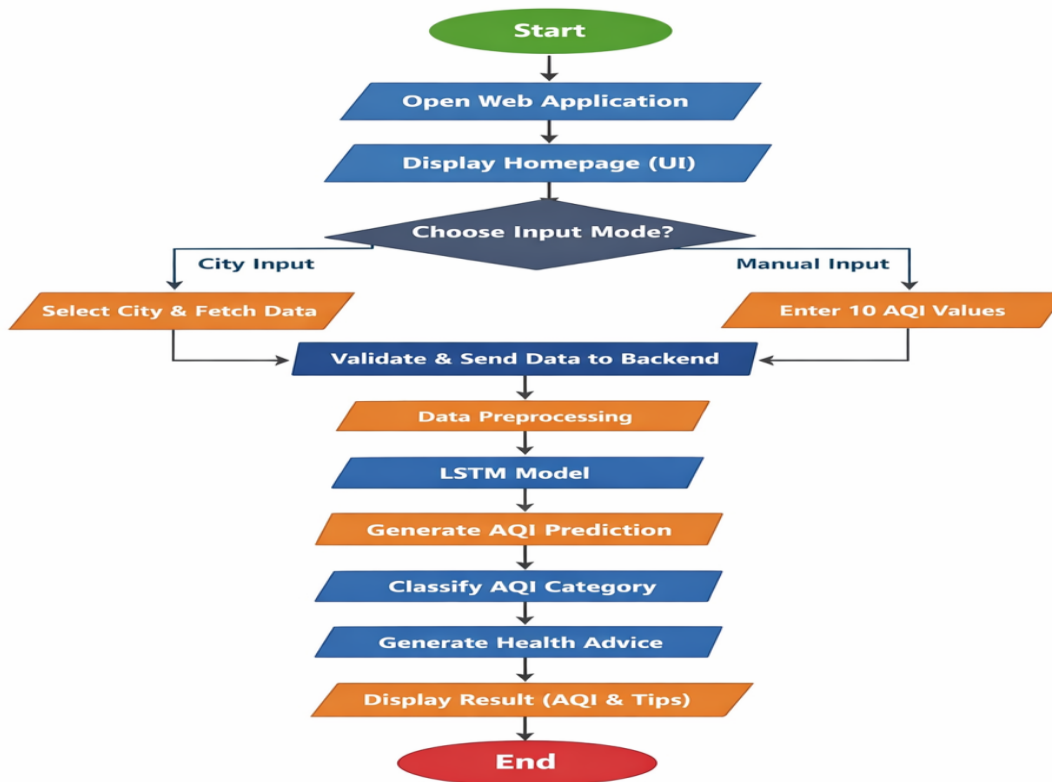 Start
Open Web Application
Display Homepage (UI)
Choose Input Mode?
City Input
Manual Input
Select City & Fetch Data
Enter 10 AQI Values
Validate & Send Data to Backend
Data Preprocessing
LSTM Model
Generate AQI Prediction
Classify AQI Category
Generate Health Advice
Display Result (AQI & Tips)
End